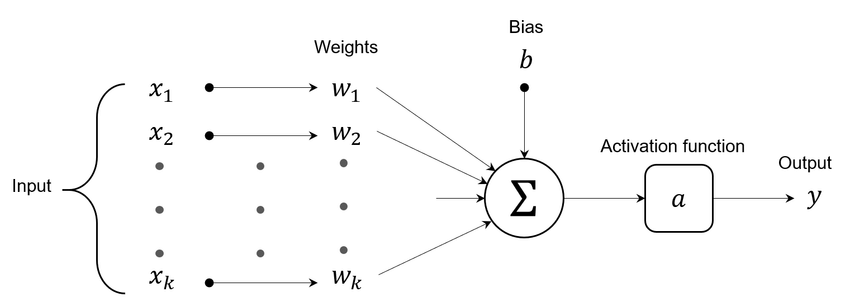 Bias
Weights
b
x₁ w₁
x₂ w₂
Activation function
Output
Input
Σ
a
y
xₖ wₖ